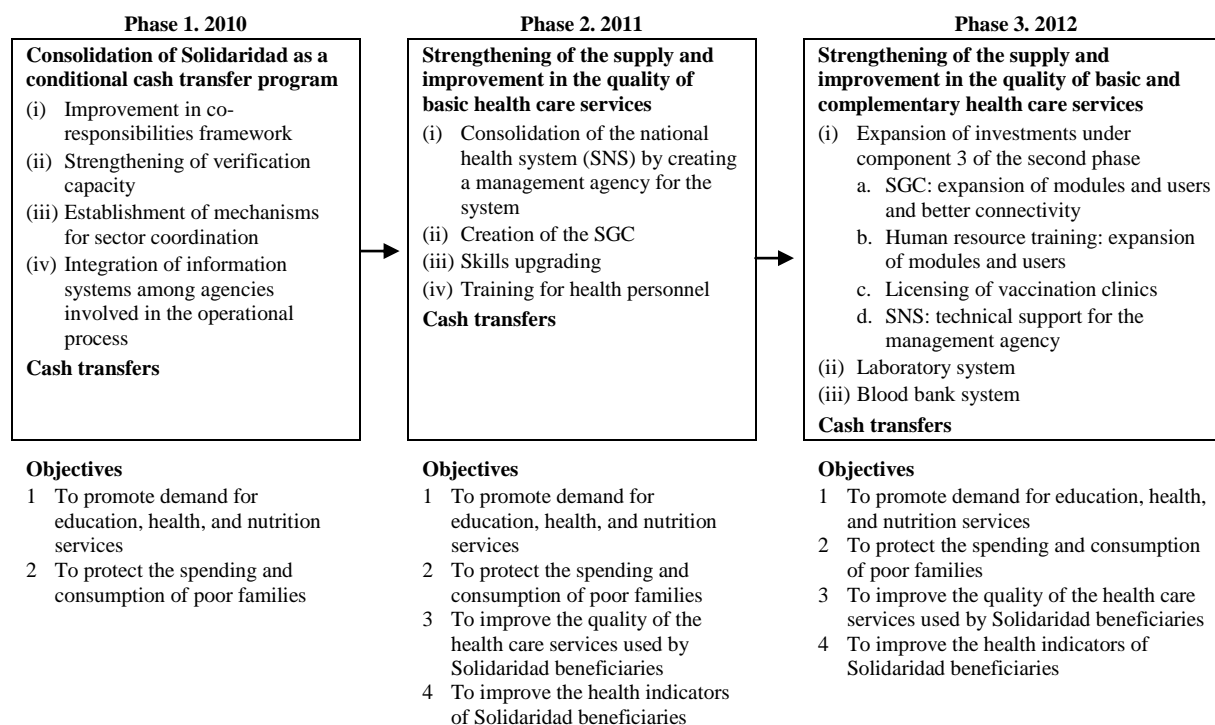 Phase 1. 2010
Consolidation of Solidaridad as a
conditional cash transfer program
(i) Improvement in co-
responsibilities framework
(ii) Strengthening of verification
capacity
(iii) Establishment of mechanisms
for sector coordination
(iv) Integration of information
systems among agencies
involved in the operational
process
Cash transfers
Objectives
1 To promote demand for
education, health, and nutrition
services
2 To protect the spending and
consumption of poor families
Phase 2. 2011
Strengthening of the supply and
improvement in the quality of
basic health care services
(i) Consolidation of the national
health system (SNS) by creating
a management agency for the
system
(ii) Creation of the SGC
(iii) Skills upgrading
(iv) Training for health personnel
Cash transfers
Objectives
1 To promote demand for
education, health, and nutrition
services
2 To protect the spending and
consumption of poor families
3 To improve the quality of the
health care services used by
Solidaridad beneficiaries
4 To improve the health indicators
of Solidaridad beneficiaries
Phase 3. 2012
Strengthening of the supply and
improvement in the quality of basic and
complementary health care services
(i) Expansion of investments under
component 3 of the second phase
a. SGC: expansion of modules and users
and better connectivity
b. Human resource training: expansion
of modules and users
c. Licensing of vaccination clinics
d. SNS: technical support for the
management agency
(ii) Laboratory system
(iii) Blood bank system
Cash transfers
Objectives
1 To promote demand for education, health,
and nutrition services
2 To protect the spending and consumption
of poor families
3 To improve the quality of the health care
services used by Solidaridad beneficiaries
4 To improve the health indicators of
Solidaridad beneficiaries